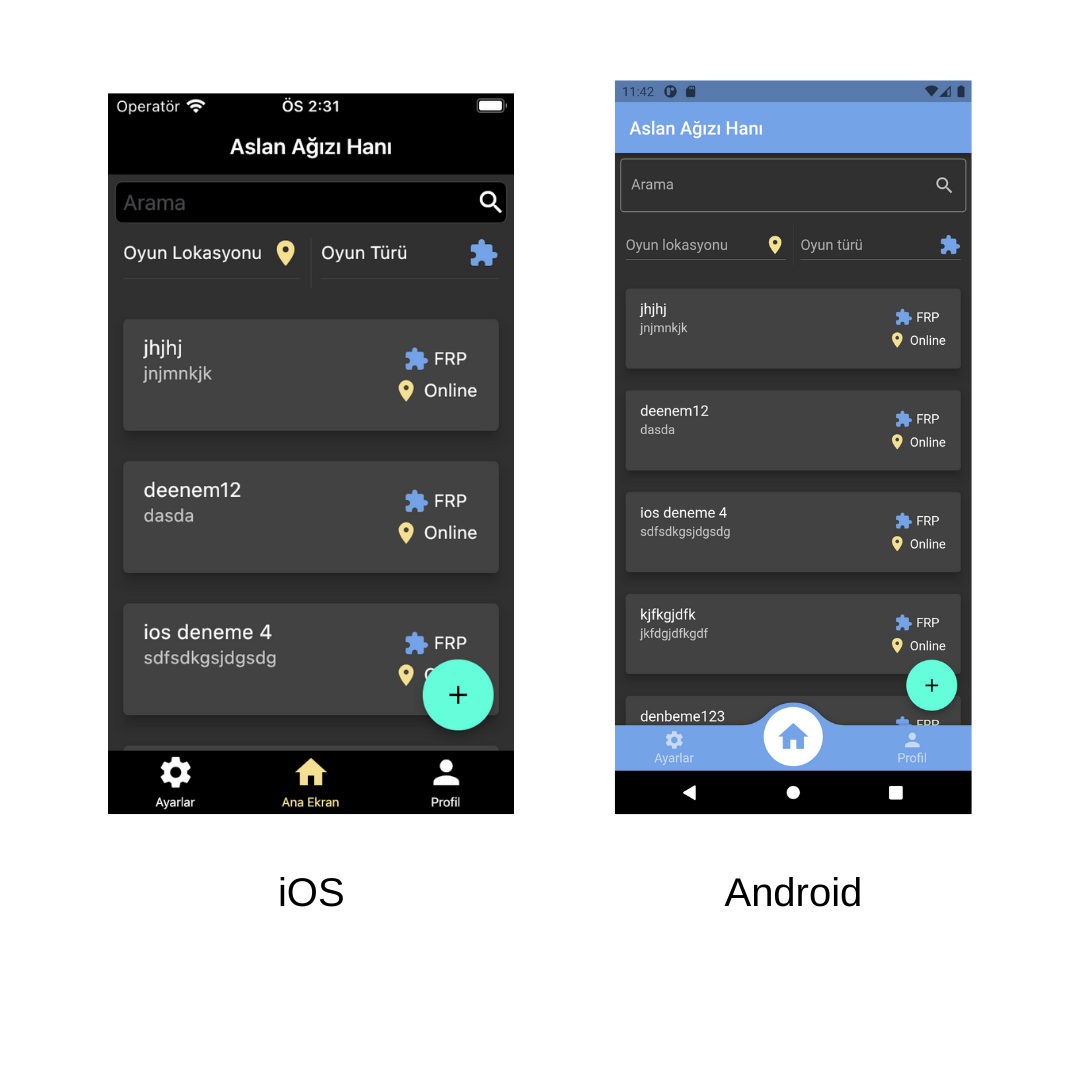 Operatör ÖS 2:31
Aslan Ağızı Hanı
Arama
Oyun Lokasyonu Oyun Türü
jhjhj
jnjmnkjk
FRP
Online
deenem12
dasda
FRP
Online
ios deneme 4
sdfsdkgsjdgsdg
FRP
+
Ayarlar Ana Ekran Profil
iOS
11:42
Aslan Ağızı Hanı
Arama
Oyun lokasyonu Oyun türü
jhjhj
jnjmnkjk
FRP
Online
deenem12
dasda
FRP
Online
ios deneme 4
sdfsdkgsjdgsdg
FRP
Online
kjfkgjdfk
jkfdgjdfkgdf
FRP
Online
+
denbeme123
FRP
Ayarlar Profil
Android